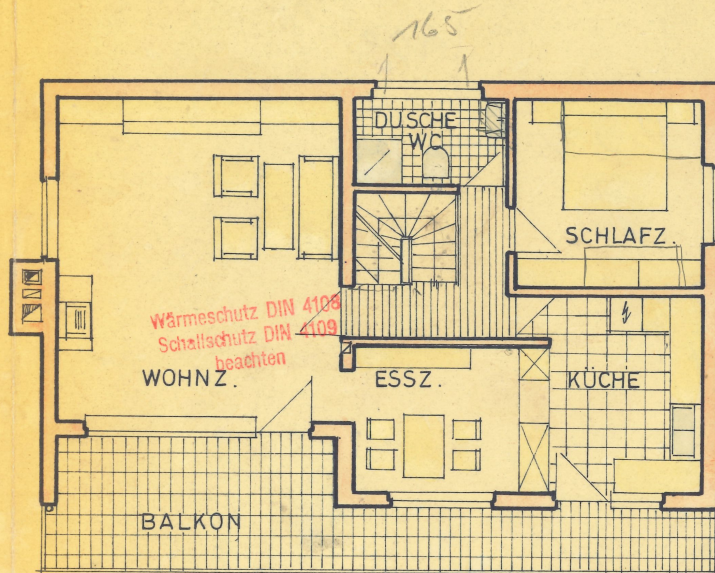 165
DUSCHE
WC
SCHLAFZ.
Wärmeschutz DIN 4108
Schallschutz DIN 4109
beachten
WOHNZ.
ESSZ.
KÜCHE
BALKON